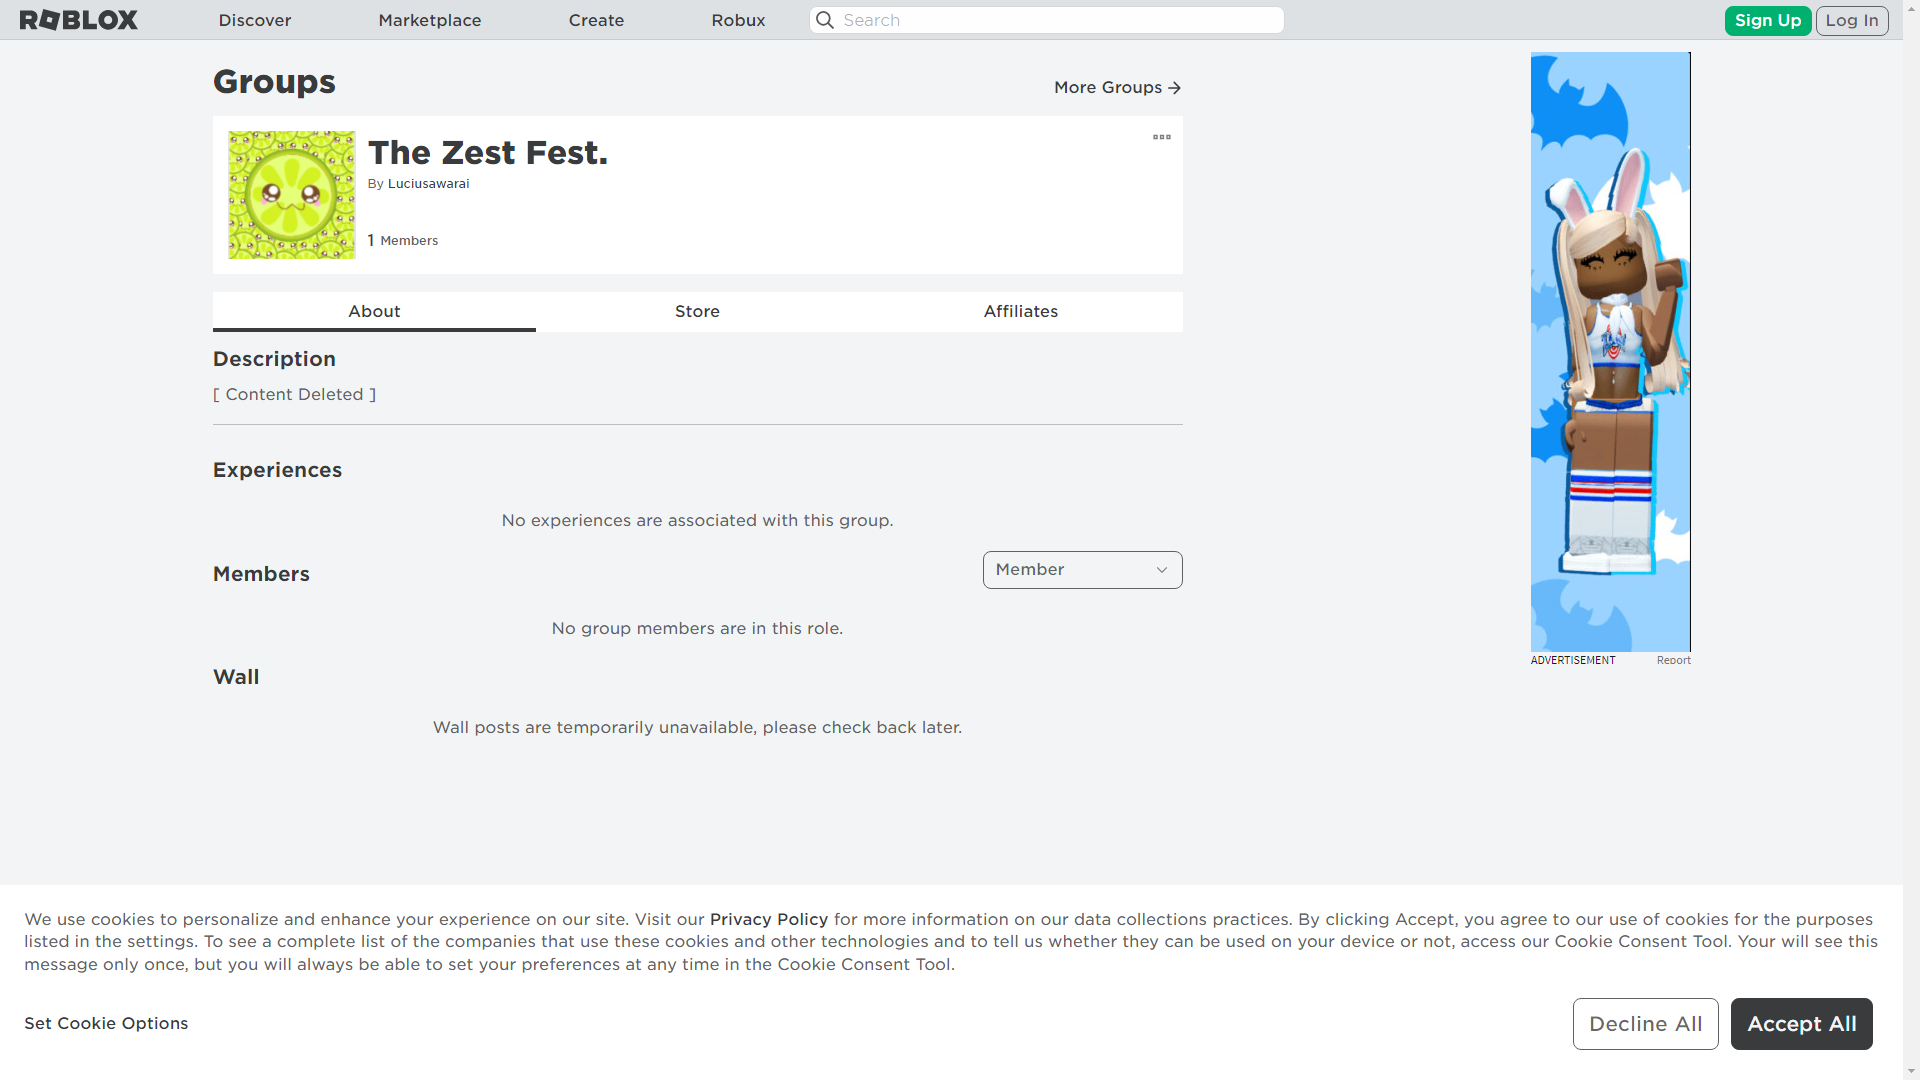 ROBLOX
Discover
Marketplace
Create
Robux
Search
Sign Up
Log In
Groups
More Groups
The Zest Fest.
By Luciusawarai
1 Members
About
Store
Affiliates
Description
[ Content Deleted ]
Experiences
No experiences are associated with this group.
Members
Member
No group members are in this role.
Wall
Wall posts are temporarily unavailable, please check back later.
ADVERTISEMENT
Report
We use cookies to personalize and enhance your experience on our site. Visit our Privacy Policy for more information on our data collections practices. By clicking Accept, you agree to our use of cookies for the purposes
listed in the settings. To see a complete list of the companies that use these cookies and other technologies and to tell us whether they can be used on your device or not, access our Cookie Consent Tool. Your will see this
message only once, but you will always be able to set your preferences at any time in the Cookie Consent Tool.
Set Cookie Options
Decline All
Accept All